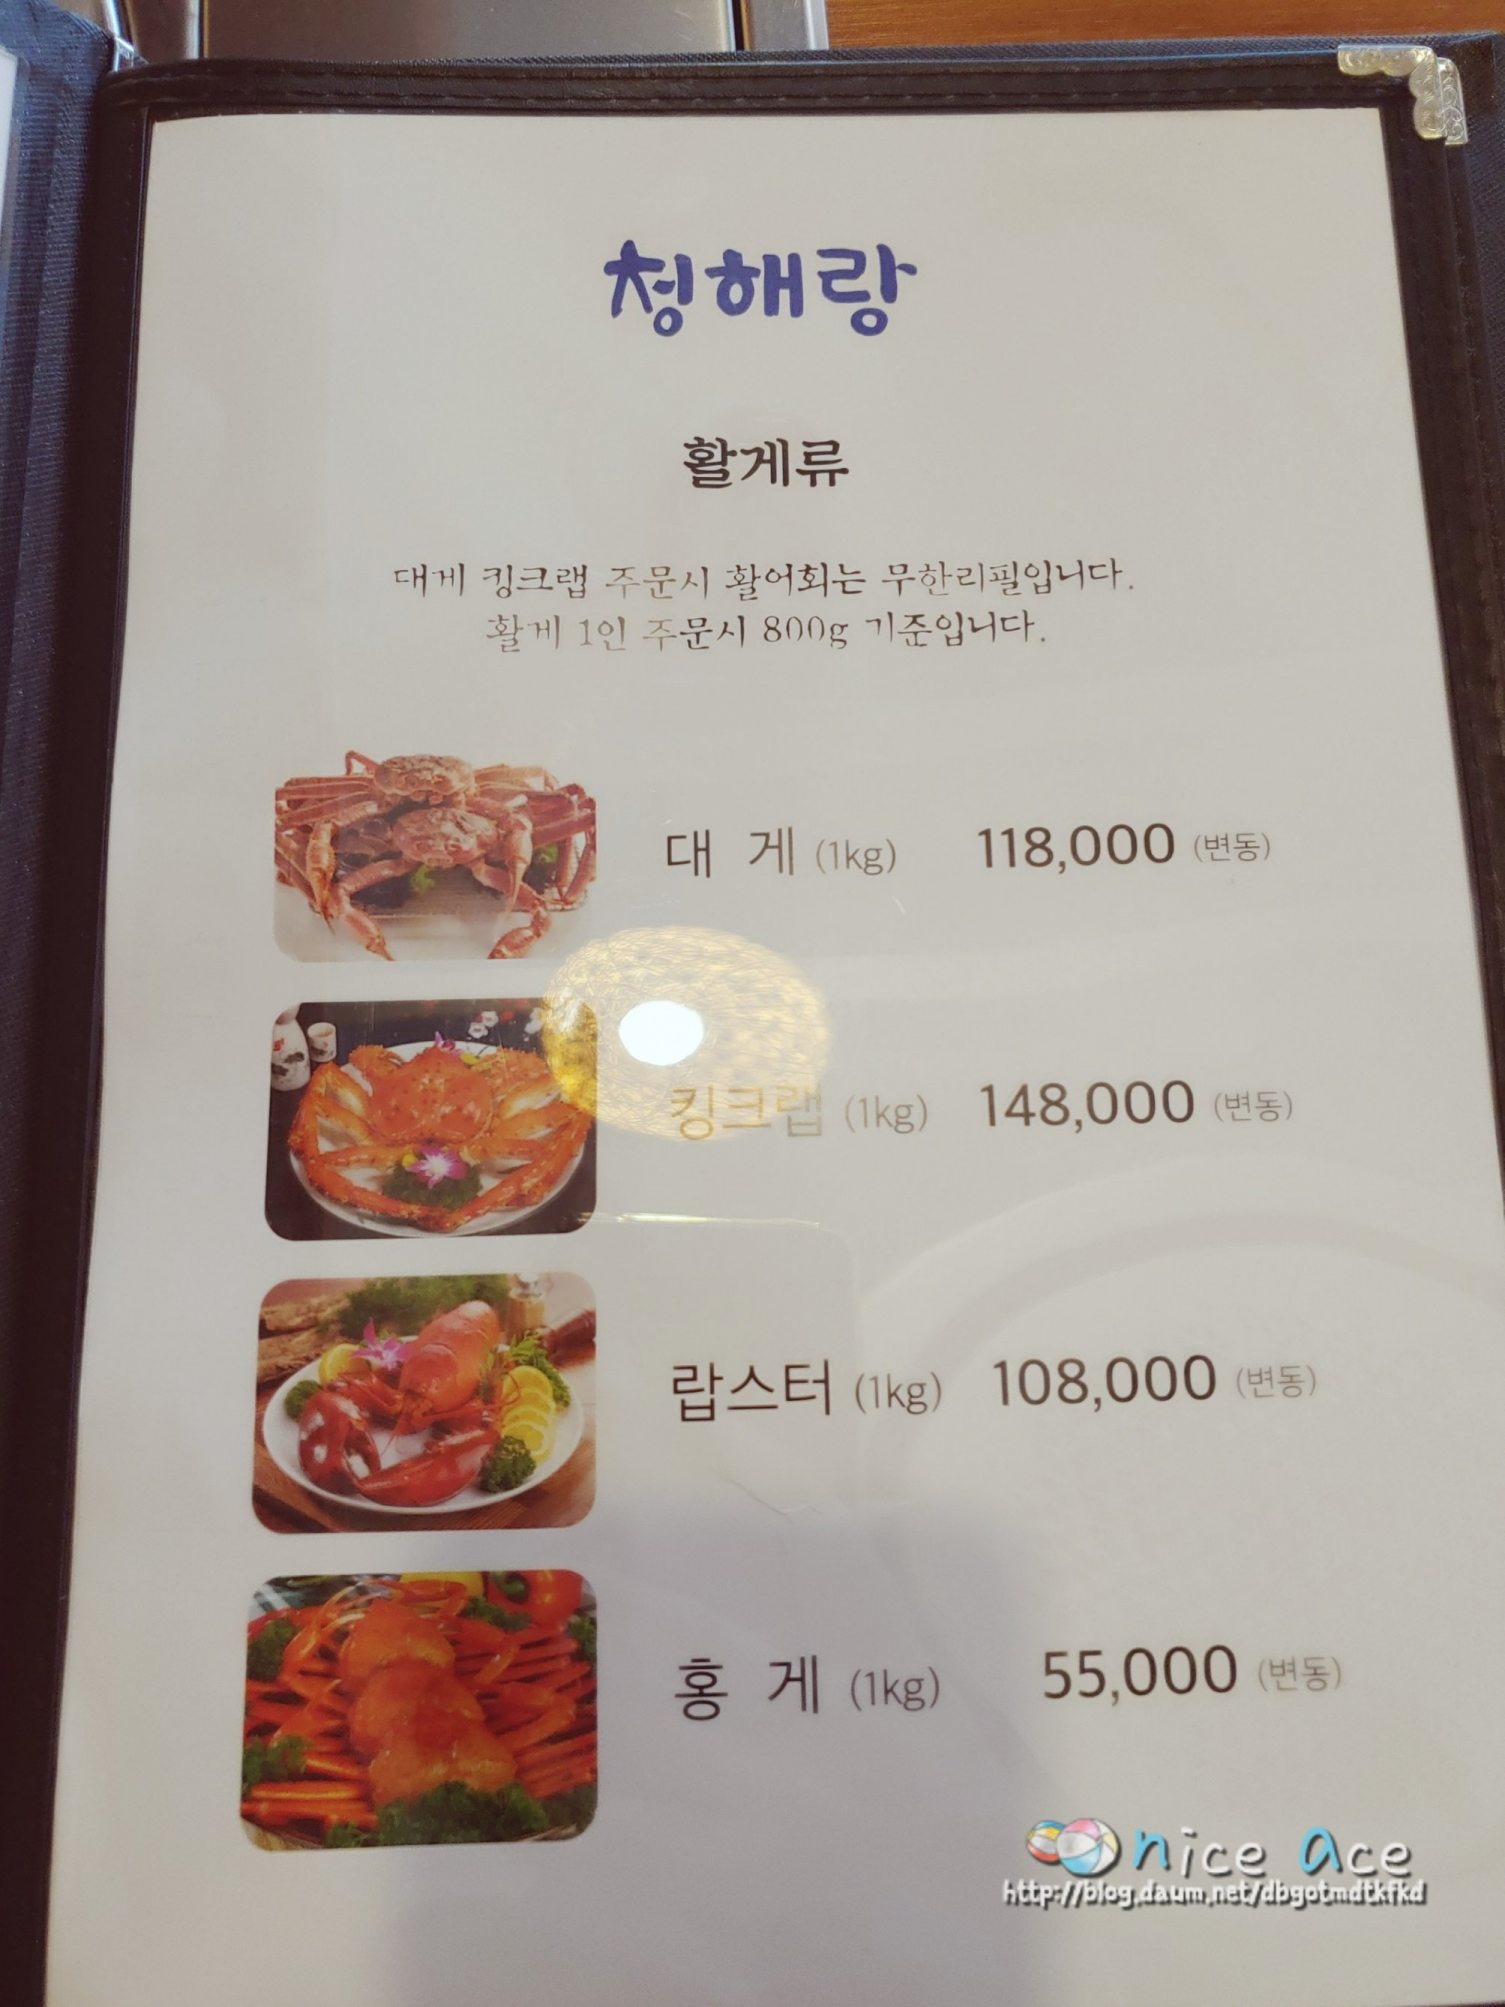 청해랑
활게류
대게 킹크랩 주문시 활어회는 무한리필입니다.
활게 1인 주문시 800g 기준입니다.
대 게 (1kg) 118,000 (변동)
킹크랩 (1kg) 148,000 (변동)
랍스터 (1kg) 108,000 (변동)
홍 게 (1kg) 55,000 (변동)
nice ace
http://blog.daum.net/dbgotmdtkfkd